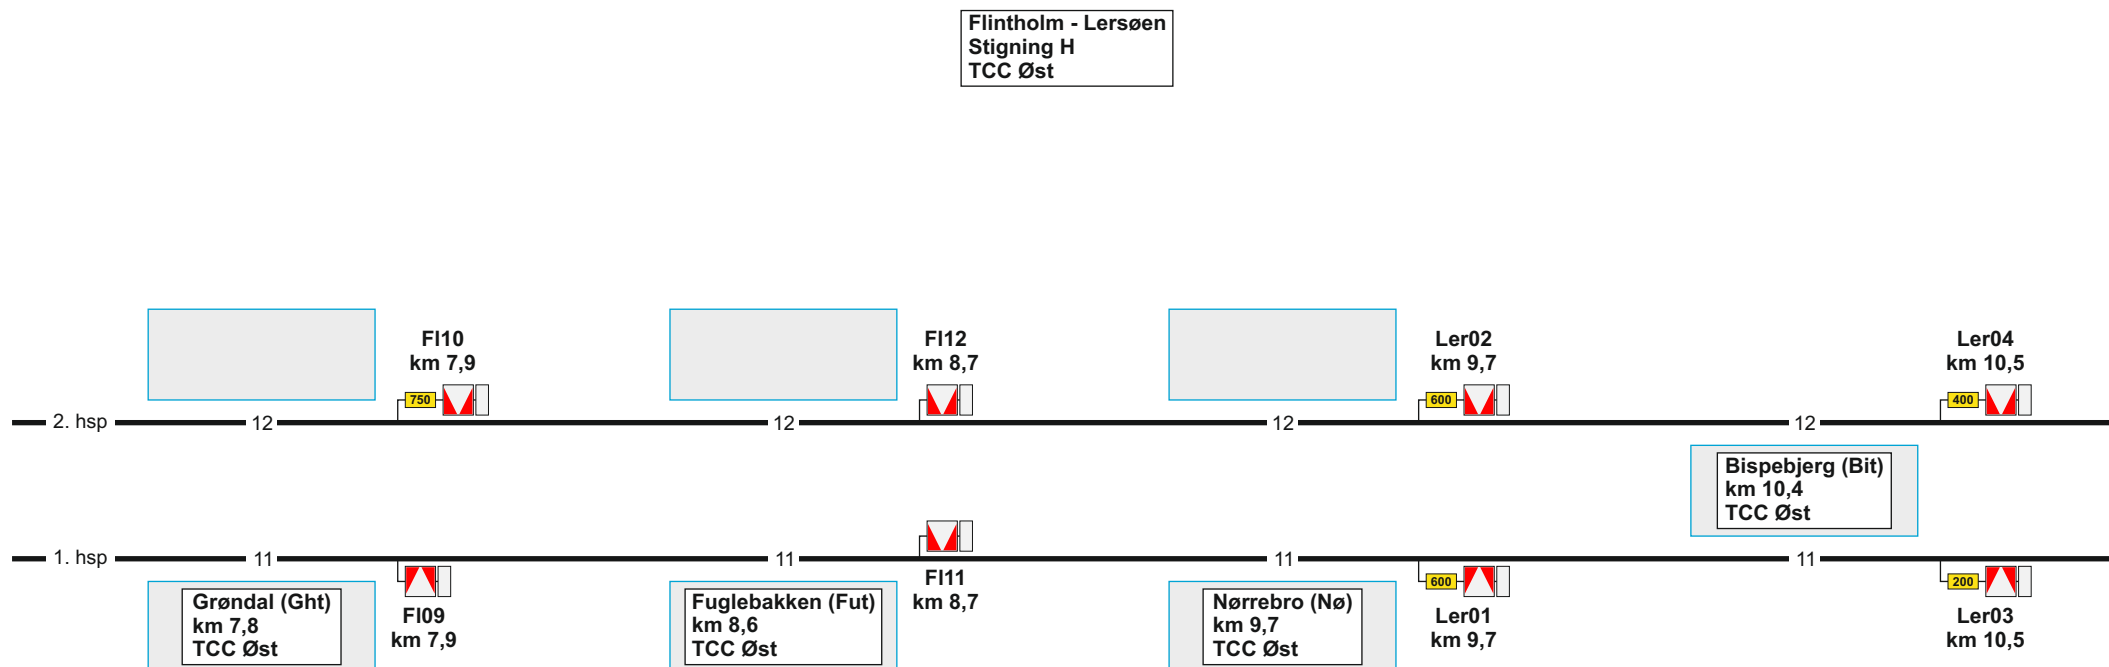 Flintholm - Lersøen
Stigning H
TCC Øst
Fl10
km 7,9
Fl12
km 8,7
Ler02
km 9,7
Ler04
km 10,5
750
600
400
2. hsp
12
12
12
12
Bispebjerg (Bit)
km 10,4
TCC Øst
1. hsp
11
11
11
11
Fl11
km 8,7
600
200
Grøndal (Ght)
km 7,8
TCC Øst
Fl09
km 7,9
Fuglebakken (Fut)
km 8,6
TCC Øst
Nørrebro (Nø)
km 9,7
TCC Øst
Ler01
km 9,7
Ler03
km 10,5